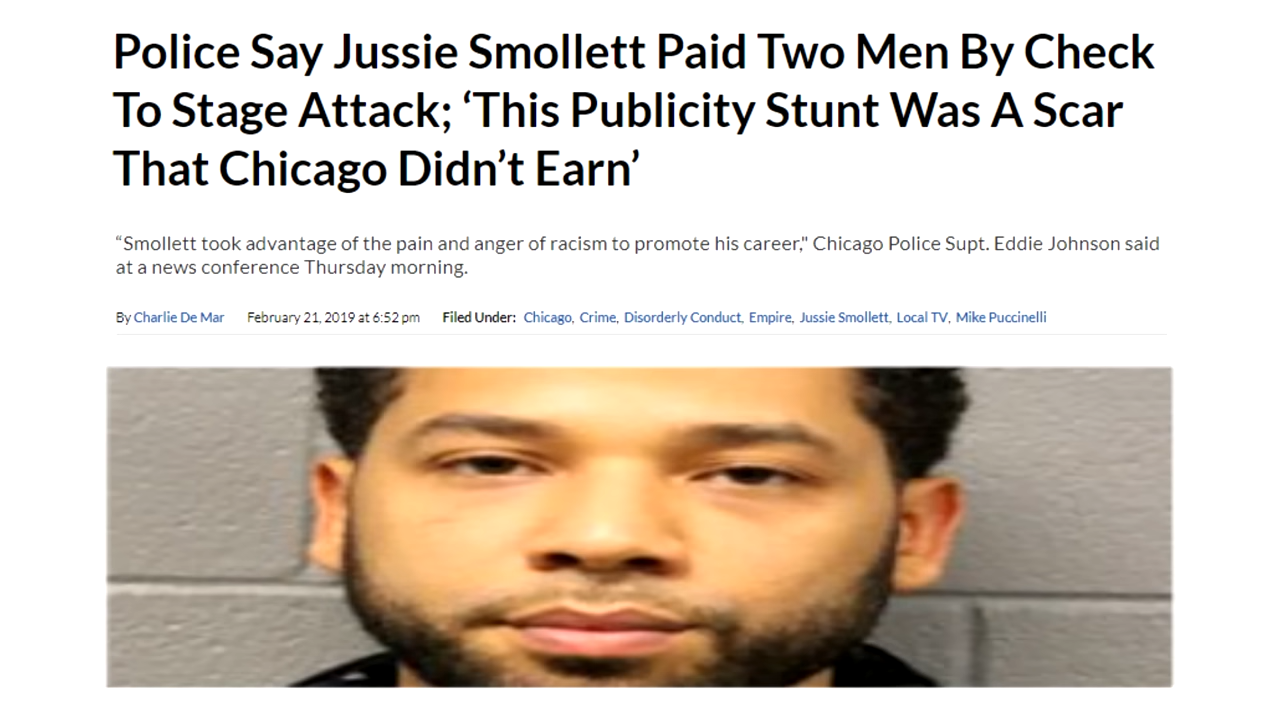 Police Say Jussie Smollett Paid Two Men By Check
To Stage Attack; ‘This Publicity Stunt Was A Scar
That Chicago Didn’t Earn’
“Smollett took advantage of the pain and anger of racism to promote his career," Chicago Police Supt. Eddie Johnson said
at a news conference Thursday morning.
By Charlie De Mar February 21, 2019 at 6:52 pm Filed Under: Chicago, Crime, Disorderly Conduct, Empire, Jussie Smollett, Local TV, Mike Puccinelli